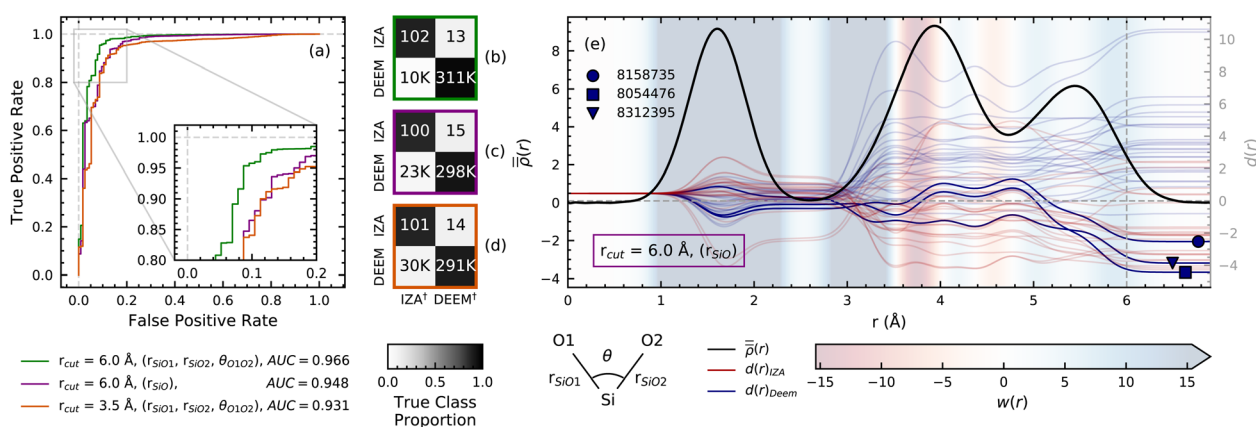 (a)
True Positive Rate
1.0
0.8
0.6
0.4
0.2
0.0
0.0 0.2 0.4 0.6 0.8 1.0
False Positive Rate
1.00
0.95
0.90
0.85
0.80
0.0 0.1 0.2
r_cut = 6.0 Å, (r_SiO1, r_SiO2, θ_O1O2), AUC = 0.966
r_cut = 6.0 Å, (r_SiO), AUC = 0.948
r_cut = 3.5 Å, (r_SiO1, r_SiO2, θ_O1O2), AUC = 0.931
IZA 102 13
DEEM 10K 311K
(b)
IZA 100 15
DEEM 23K 298K
(c)
IZA 101 14
DEEM 30K 291K
(d)
IZA† DEEM†
0.0 0.5 1.0
True Class
Proportion
(e)
8158735
8054476
8312395
r_cut = 6.0 Å, (r_SiO)
ρ̿(r)
8
6
4
2
0
−2
−4
0 1 2 3 4 5 6
r (Å)
10
8
6
4
2
0
−2
−4
d(r)
O1 O2
θ
r_SiO1 r_SiO2
Si
ρ̿(r)
d(r)_IZA
d(r)_Deem
−15 −10 −5 0 5 10 15
w(r)